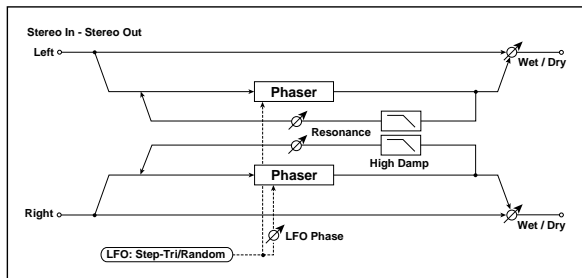 Stereo In - Stereo Out
Left
Wet / Dry
Phaser
Resonance
High Damp
Phaser
Right
Wet / Dry
LFO Phase
LFO: Step-Tri/Random